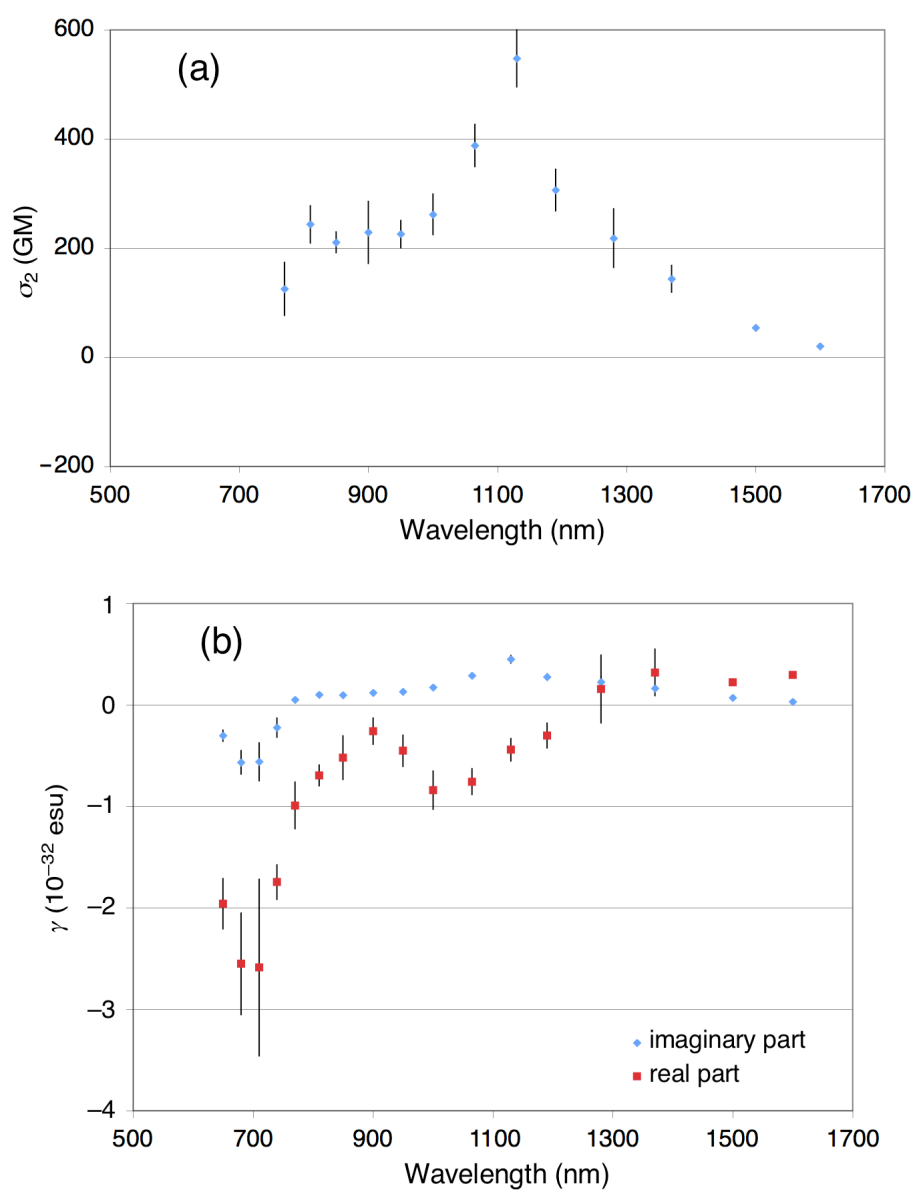 (a)
600
400
200
0
−200
500 700 900 1100 1300 1500 1700
σ2 (GM)
Wavelength (nm)
(b)
1
0
−1
−2
−3
−4
500 700 900 1100 1300 1500 1700
γ (10−32 esu)
imaginary part
real part
Wavelength (nm)